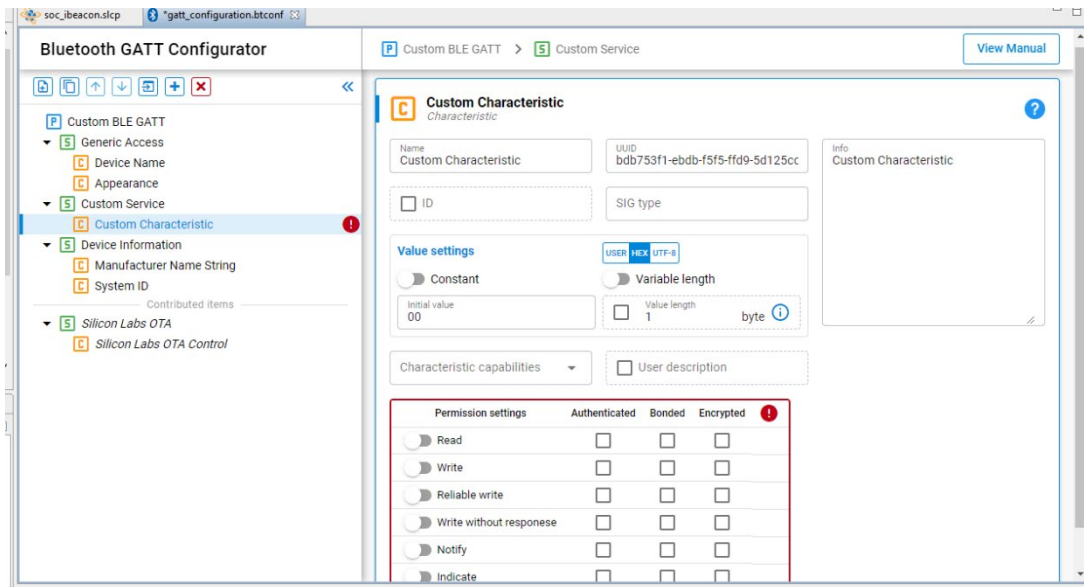 soc_ibeacon.slcp
*gatt_configuration.btconf
Bluetooth GATT Configurator
P Custom BLE GATT > S Custom Service
View Manual
P Custom BLE GATT
S Generic Access
C Device Name
C Appearance
S Custom Service
C Custom Characteristic
S Device Information
C Manufacturer Name String
C System ID
Contributed items
S Silicon Labs OTA
C Silicon Labs OTA Control
C Custom Characteristic
Characteristic
?
Name
Custom Characteristic
UUID
bdb753f1-ebdb-f5f5-ffd9-5d125cc
Info
Custom Characteristic
ID
SIG type
Value settings
USER HEX UTF-8
Constant
Variable length
Initial value
00
Value length
1 byte
Characteristic capabilities
User description
Permission settings Authenticated Bonded Encrypted
Read
Write
Reliable write
Write without responese
Notify
Indicate